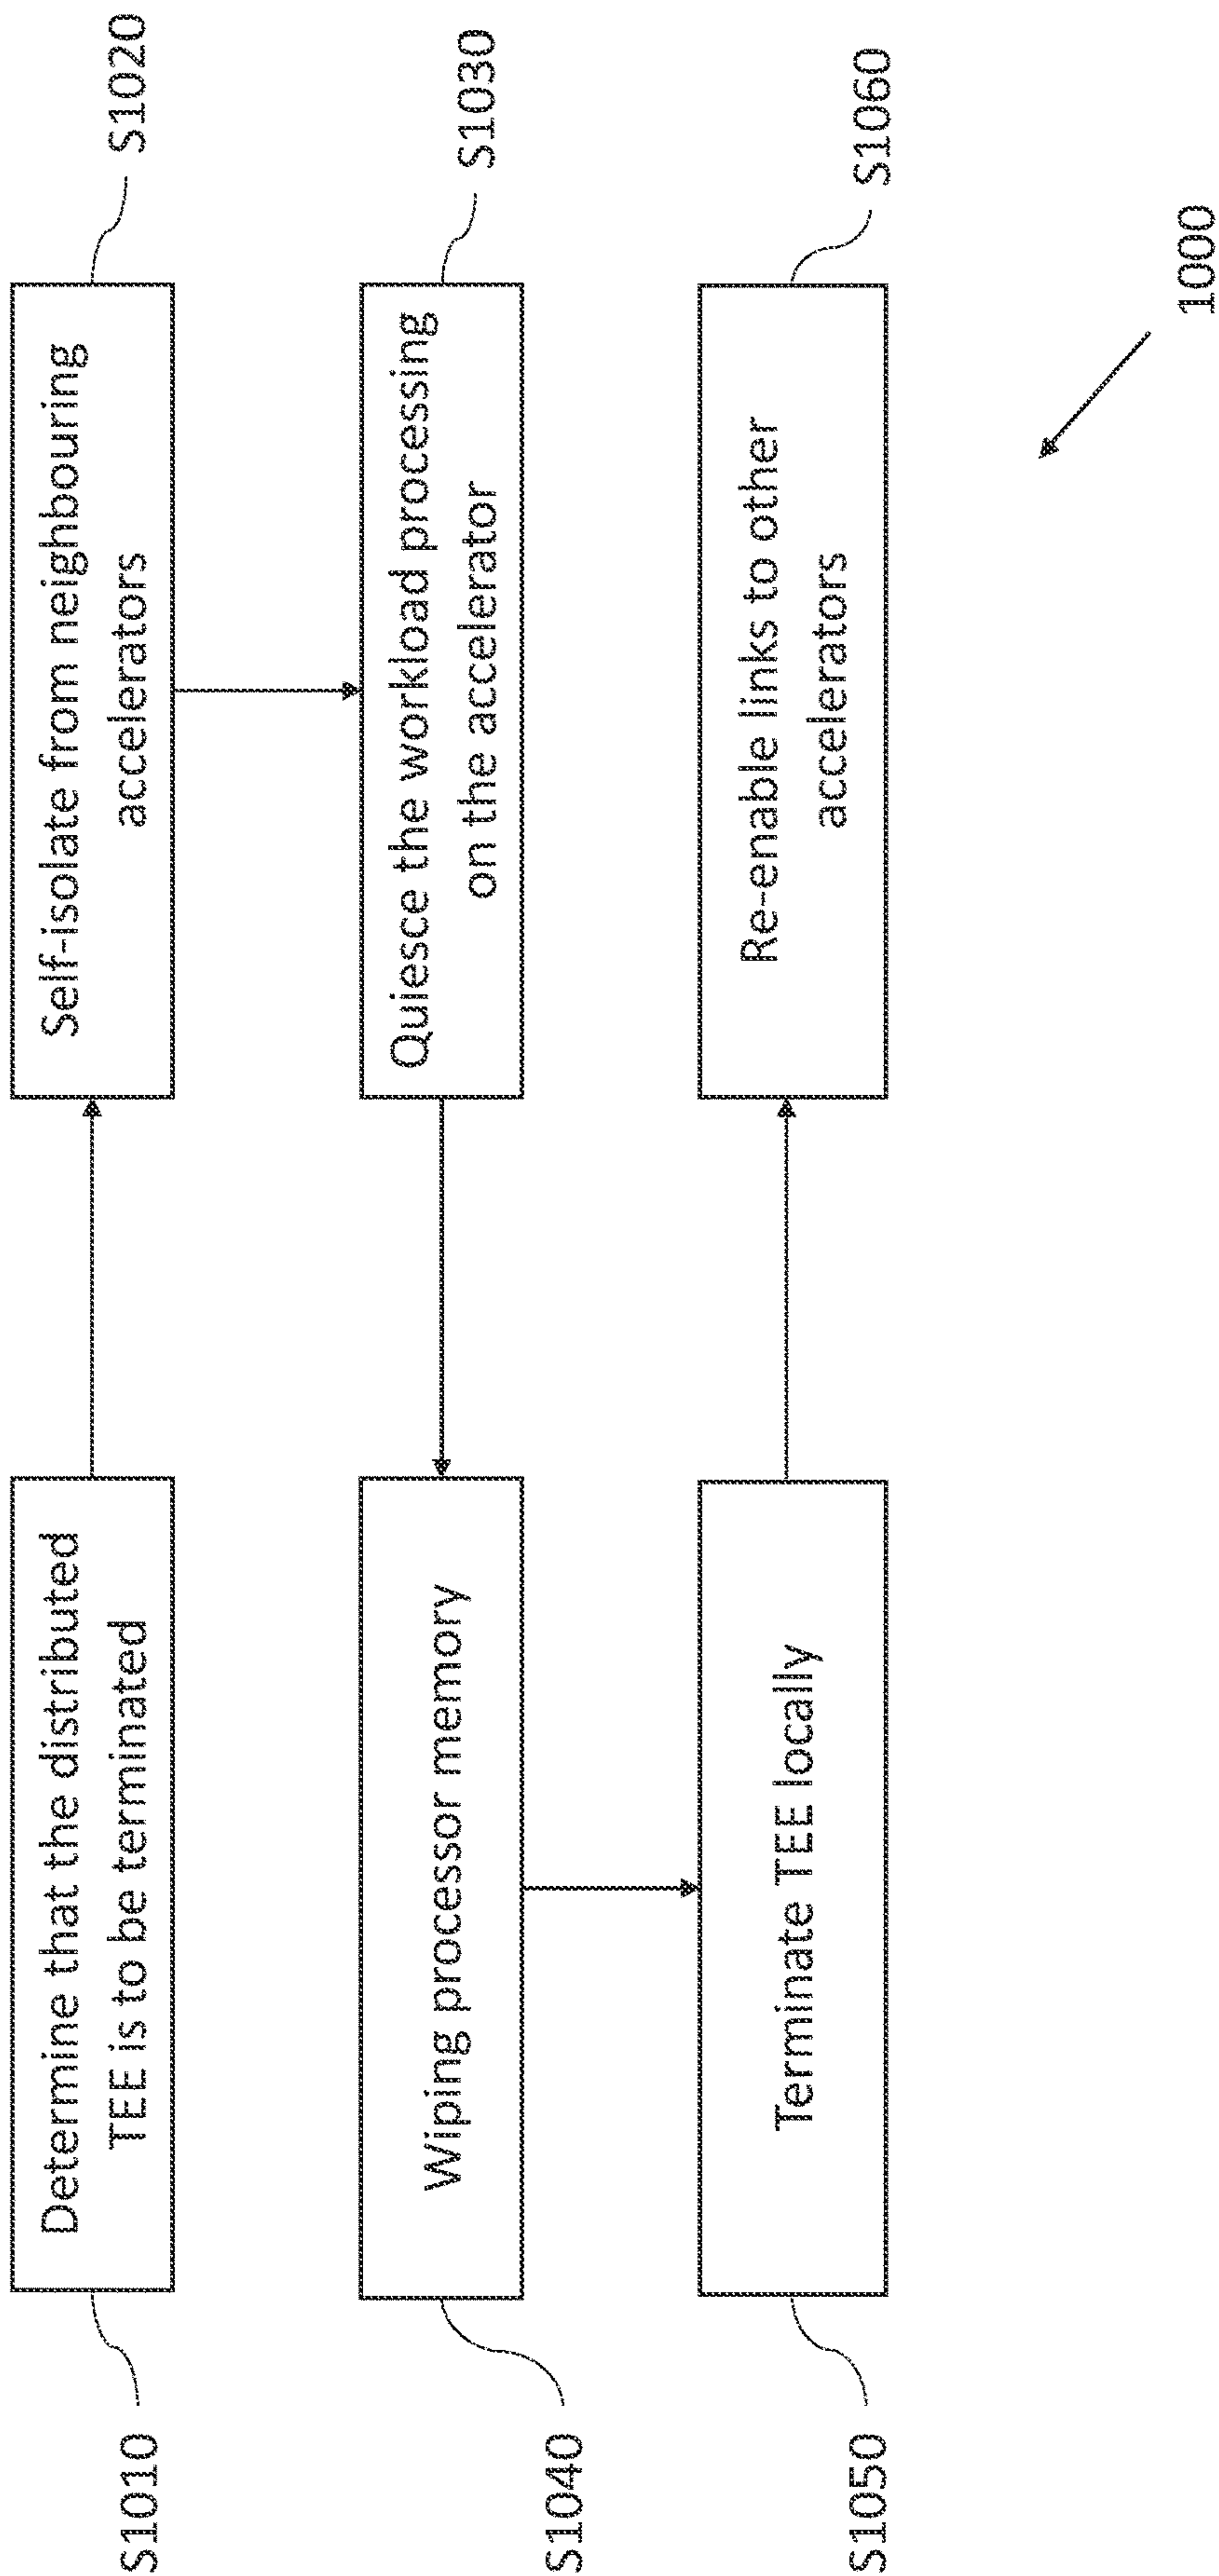 S1010
Determine that the distributed
TEE is to be terminated
Self-isolate from neighbouring
accelerators
S1020
Quiesce the workload processing
on the accelerator
S1030
S1040
Wiping processor memory
S1050
Terminate TEE locally
Re-enable links to other
accelerators
S1060
1000